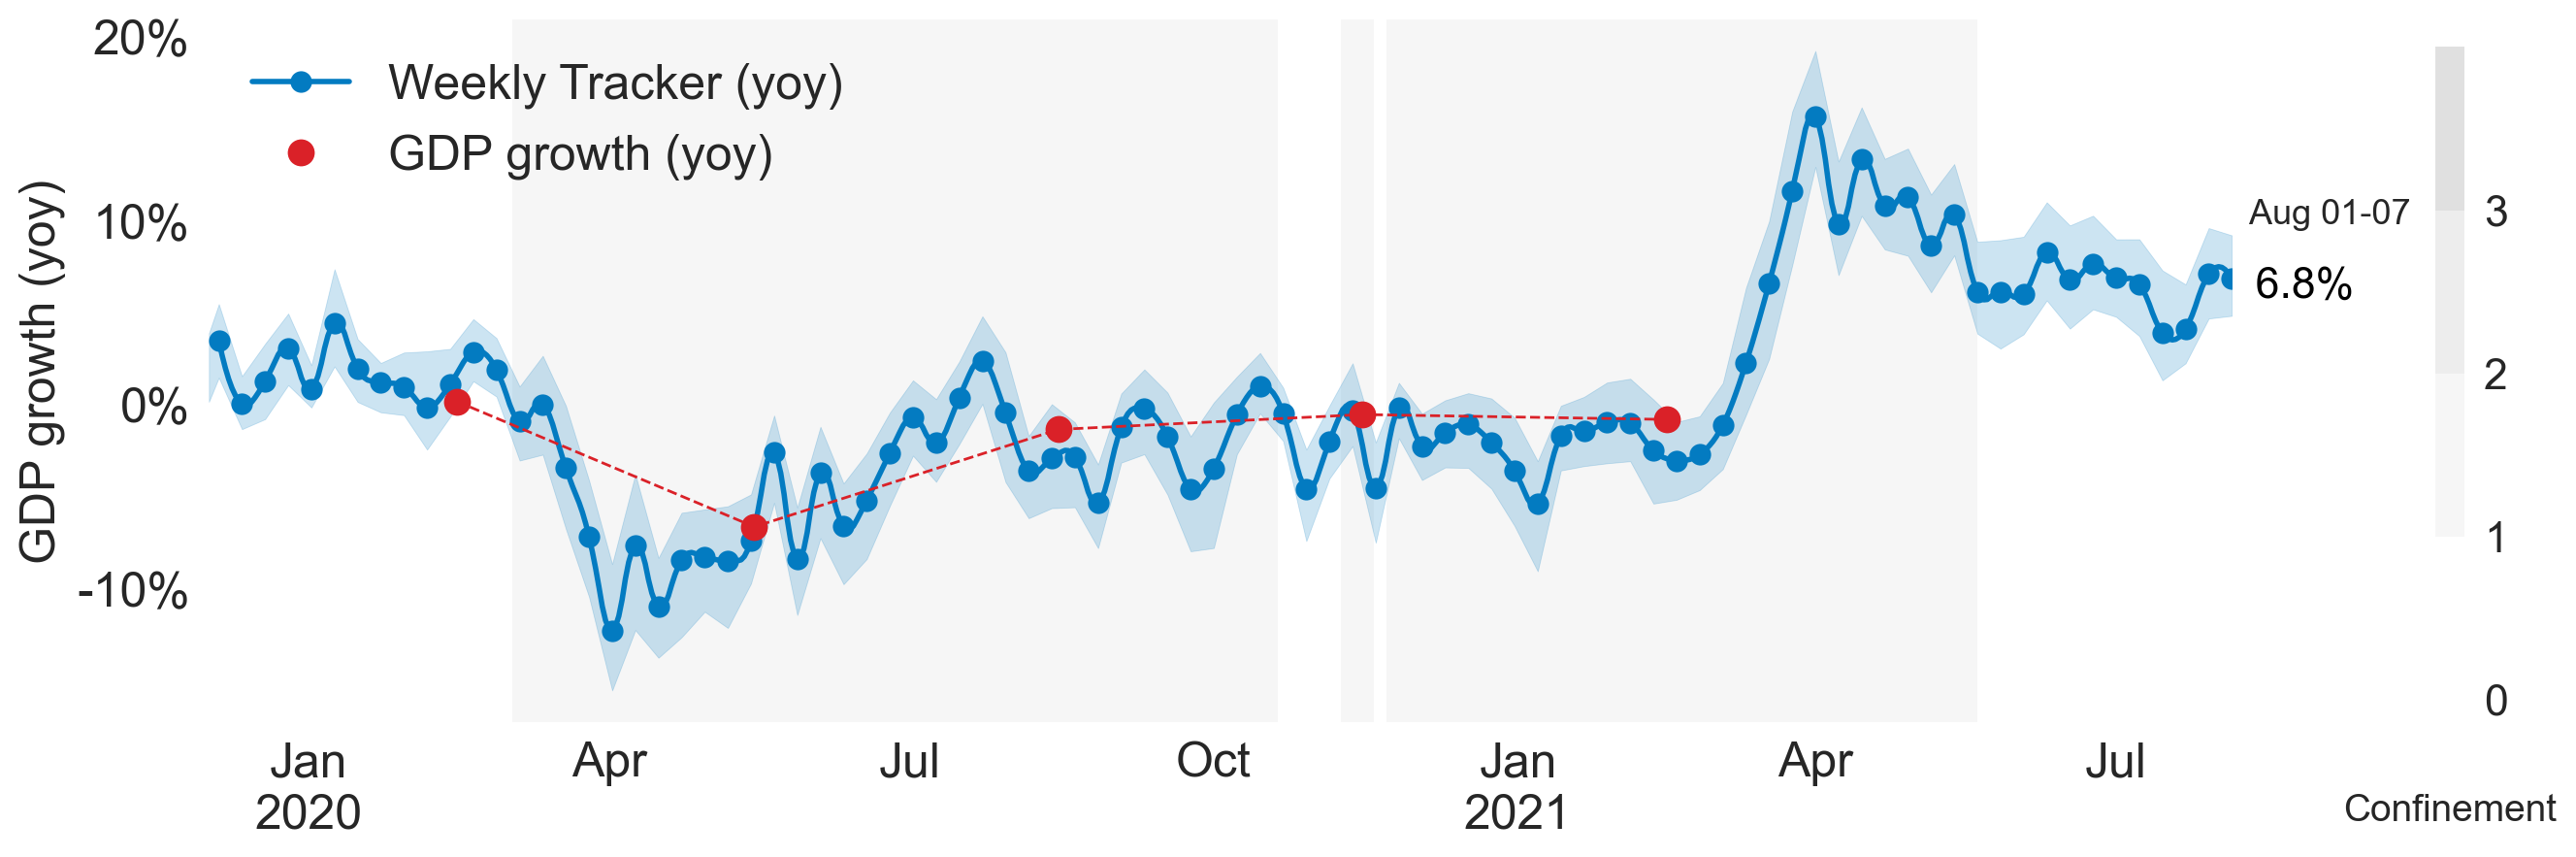 GDP growth (yoy)
20%
10%
0%
-10%
Weekly Tracker (yoy)
GDP growth (yoy)
Aug 01-07
6.8%
3
2
1
0
Jan
2020
Apr
Jul
Oct
Jan
2021
Apr
Jul
Confinement